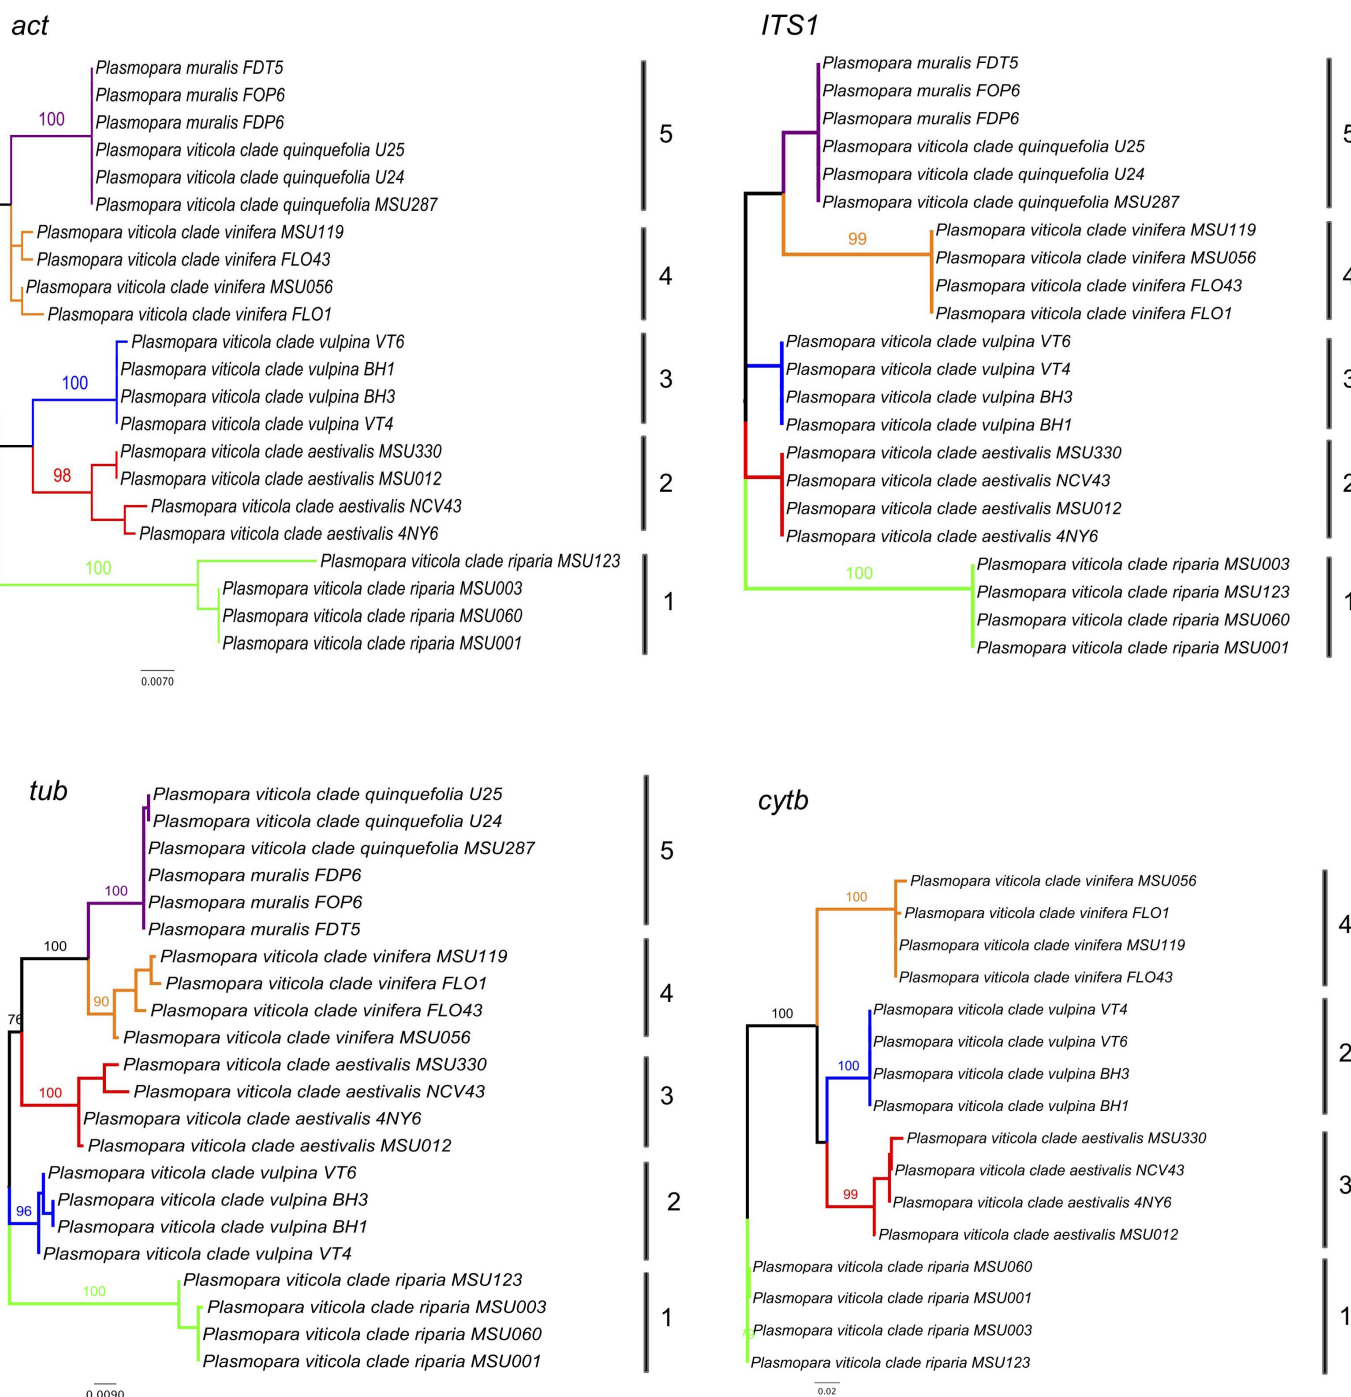 act
Plasmopara muralis FDT5
Plasmopara muralis FOP6
100
Plasmopara muralis FDP6
5
Plasmopara viticola clade quinquefolia U25
Plasmopara viticola clade quinquefolia U24
Plasmopara viticola clade quinquefolia MSU287
Plasmopara viticola clade vinifera MSU119
Plasmopara viticola clade vinifera FLO43
4
Plasmopara viticola clade vinifera MSU056
Plasmopara viticola clade vinifera FLO1
Plasmopara viticola clade vulpina VT6
Plasmopara viticola clade vulpina BH1
100
3
Plasmopara viticola clade vulpina BH3
Plasmopara viticola clade vulpina VT4
Plasmopara viticola clade aestivalis MSU330
98
Plasmopara viticola clade aestivalis MSU012
2
Plasmopara viticola clade aestivalis NCV43
Plasmopara viticola clade aestivalis 4NY6
100
Plasmopara viticola clade riparia MSU123
Plasmopara viticola clade riparia MSU003
1
Plasmopara viticola clade riparia MSU060
Plasmopara viticola clade riparia MSU001
0.0070
ITS1
Plasmopara muralis FDT5
Plasmopara muralis FOP6
Plasmopara muralis FDP6
5
Plasmopara viticola clade quinquefolia U25
Plasmopara viticola clade quinquefolia U24
Plasmopara viticola clade quinquefolia MSU287
Plasmopara viticola clade vinifera MSU119
99
Plasmopara viticola clade vinifera MSU056
4
Plasmopara viticola clade vinifera FLO43
Plasmopara viticola clade vinifera FLO1
Plasmopara viticola clade vulpina VT6
Plasmopara viticola clade vulpina VT4
3
Plasmopara viticola clade vulpina BH3
Plasmopara viticola clade vulpina BH1
Plasmopara viticola clade aestivalis MSU330
Plasmopara viticola clade aestivalis NCV43
2
Plasmopara viticola clade aestivalis MSU012
Plasmopara viticola clade aestivalis 4NY6
Plasmopara viticola clade riparia MSU003
100
Plasmopara viticola clade riparia MSU123
1
Plasmopara viticola clade riparia MSU060
Plasmopara viticola clade riparia MSU001
tub
Plasmopara viticola clade quinquefolia U25
Plasmopara viticola clade quinquefolia U24
Plasmopara viticola clade quinquefolia MSU287
5
Plasmopara muralis FDP6
100
Plasmopara muralis FOP6
Plasmopara muralis FDT5
100
Plasmopara viticola clade vinifera MSU119
Plasmopara viticola clade vinifera FLO1
4
90
Plasmopara viticola clade vinifera FLO43
76
Plasmopara viticola clade vinifera MSU056
Plasmopara viticola clade aestivalis MSU330
100
Plasmopara viticola clade aestivalis NCV43
3
Plasmopara viticola clade aestivalis 4NY6
Plasmopara viticola clade aestivalis MSU012
Plasmopara viticola clade vulpina VT6
Plasmopara viticola clade vulpina BH3
2
96
Plasmopara viticola clade vulpina BH1
Plasmopara viticola clade vulpina VT4
Plasmopara viticola clade riparia MSU123
100
Plasmopara viticola clade riparia MSU003
1
Plasmopara viticola clade riparia MSU060
Plasmopara viticola clade riparia MSU001
0.0090
cytb
Plasmopara viticola clade vinifera MSU056
100
Plasmopara viticola clade vinifera FLO1
4
Plasmopara viticola clade vinifera MSU119
Plasmopara viticola clade vinifera FLO43
Plasmopara viticola clade vulpina VT4
100
Plasmopara viticola clade vulpina VT6
2
100
Plasmopara viticola clade vulpina BH3
Plasmopara viticola clade vulpina BH1
Plasmopara viticola clade aestivalis MSU330
Plasmopara viticola clade aestivalis NCV43
3
99
Plasmopara viticola clade aestivalis 4NY6
Plasmopara viticola clade aestivalis MSU012
Plasmopara viticola clade riparia MSU060
Plasmopara viticola clade riparia MSU001
1
Plasmopara viticola clade riparia MSU003
Plasmopara viticola clade riparia MSU123
0.02